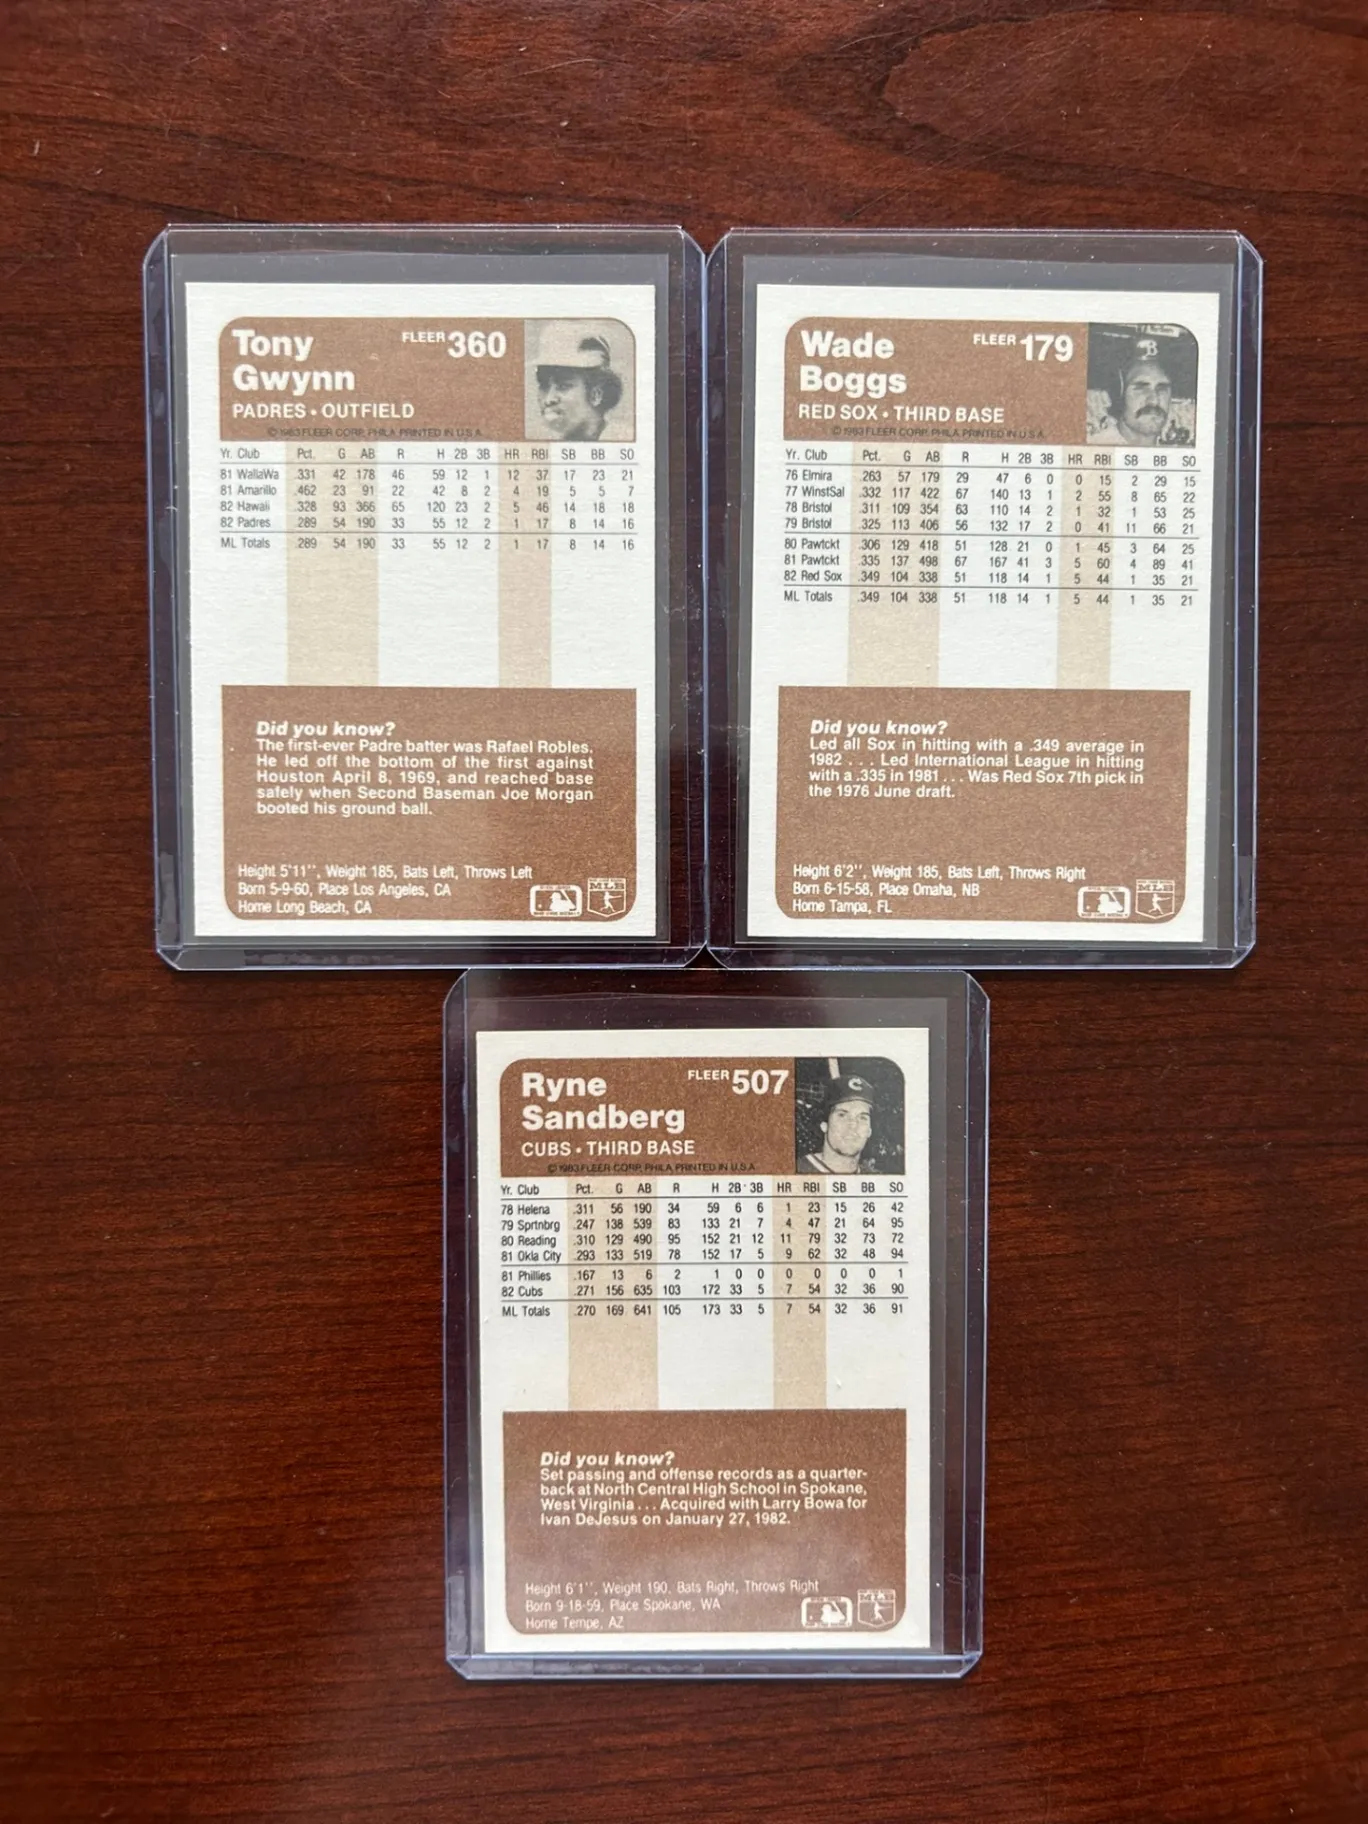 Tony
Gwynn
FLEER 360
PADRES • OUTFIELD
© 1983 FLEER CORP. PHILA. PRINTED IN U.S.A.
Yr. Club Pct. G AB R H 2B 3B HR RBI SB BB SO
81 WallaWa .331 42 178 46 59 12 1 12 37 17 23 21
81 Amarillo .462 23 91 22 42 8 2 4 19 5 5 7
82 Hawaii .328 93 366 65 120 23 2 5 46 14 18 18
82 Padres .289 54 190 33 55 12 2 1 17 8 14 16
ML Totals .289 54 190 33 55 12 2 1 17 8 14 16
Did you know?
The first-ever Padre batter was Rafael Robles.
He led off the bottom of the first against
Houston April 8, 1969, and reached base
safely when Second Baseman Joe Morgan
booted his ground ball.
Height 5'11'', Weight 185, Bats Left, Throws Left
Born 5-9-60, Place Los Angeles, CA
Home Long Beach, CA
Wade
Boggs
FLEER 179
RED SOX • THIRD BASE
© 1983 FLEER CORP. PHILA. PRINTED IN U.S.A.
Yr. Club Pct. G AB R H 2B 3B HR RBI SB BB SO
76 Elmira .263 57 179 29 47 6 0 0 15 2 29 15
77 WinstSal .332 117 422 67 140 13 1 2 55 8 65 22
78 Bristol .311 109 354 63 110 14 2 1 32 1 53 25
79 Bristol .325 113 406 56 132 17 2 0 41 11 66 21
80 Pawtckt .306 129 418 51 128 21 0 1 45 3 64 25
81 Pawtckt .335 137 498 67 167 41 3 5 60 4 89 41
82 Red Sox .349 104 338 51 118 14 1 5 44 1 35 21
ML Totals .349 104 338 51 118 14 1 5 44 1 35 21
Did you know?
Led all Sox in hitting with a .349 average in
1982 . . . Led International League in hitting
with a .335 in 1981 . . . Was Red Sox 7th pick in
the 1976 June draft.
Height 6'2'', Weight 185, Bats Left, Throws Right
Born 6-15-58, Place Omaha, NB
Home Tampa, FL
Ryne
Sandberg
FLEER 507
CUBS • THIRD BASE
© 1983 FLEER CORP. PHILA. PRINTED IN U.S.A.
Yr. Club Pct. G AB R H 2B 3B HR RBI SB BB SO
78 Helena .311 56 190 34 59 6 6 1 23 15 26 42
79 Sprtnbrg .247 138 539 83 133 21 7 4 47 21 64 95
80 Reading .310 129 490 95 152 21 12 11 79 32 73 72
81 Okla City .293 133 519 78 152 17 5 9 62 32 48 94
81 Phillies .167 13 6 2 1 0 0 0 0 0 0 1
82 Cubs .271 156 635 103 172 33 5 7 54 32 36 90
ML Totals .270 169 641 105 173 33 5 7 54 32 36 91
Did you know?
Set passing and offense records as a quarter-
back at North Central High School in Spokane,
West Virginia . . . Acquired with Larry Bowa for
Ivan DeJesus on January 27, 1982.
Height 6'1'', Weight 190, Bats Right, Throws Right
Born 9-18-59, Place Spokane, WA
Home Tempe, AZ